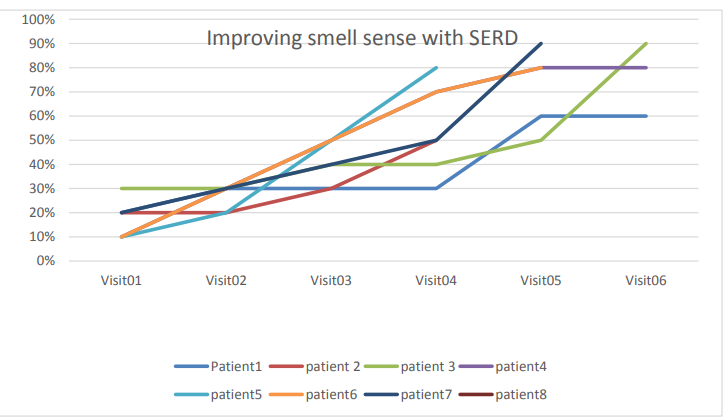 Improving smell sense with SERD
100%
90%
80%
70%
60%
50%
40%
30%
20%
10%
0%
Visit01 Visit02 Visit03 Visit04 Visit05 Visit06
Patient1 patient 2 patient 3 patient4
patient5 patient6 patient7 patient8